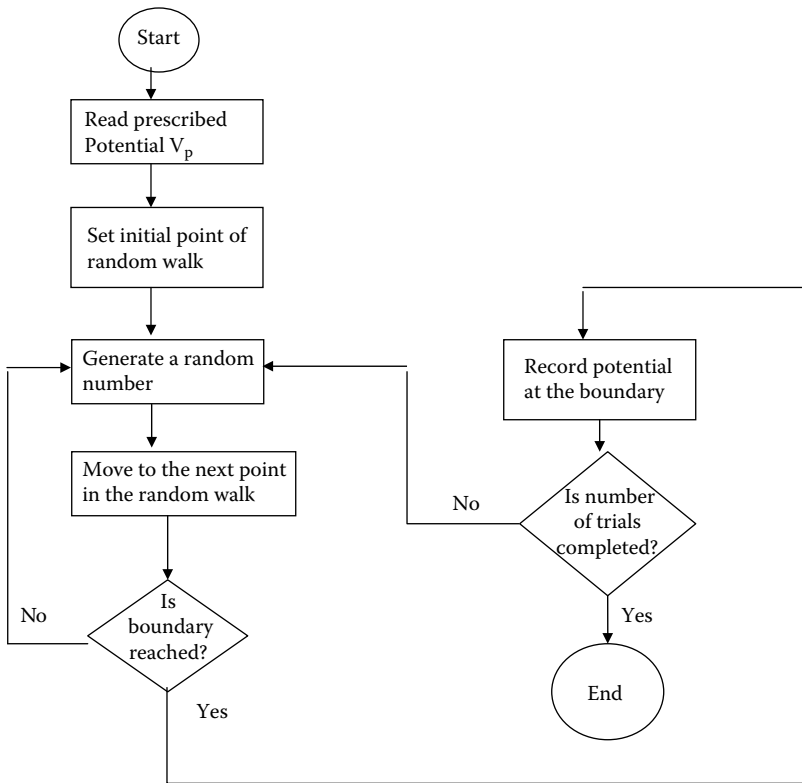 Start
Read prescribed
Potential Vₚ
Set initial point of
random walk
Generate a random
number
Move to the next point
in the random walk
Is
boundary
reached?
No
Yes
Record potential
at the boundary
Is number
of trials
completed?
No
Yes
End